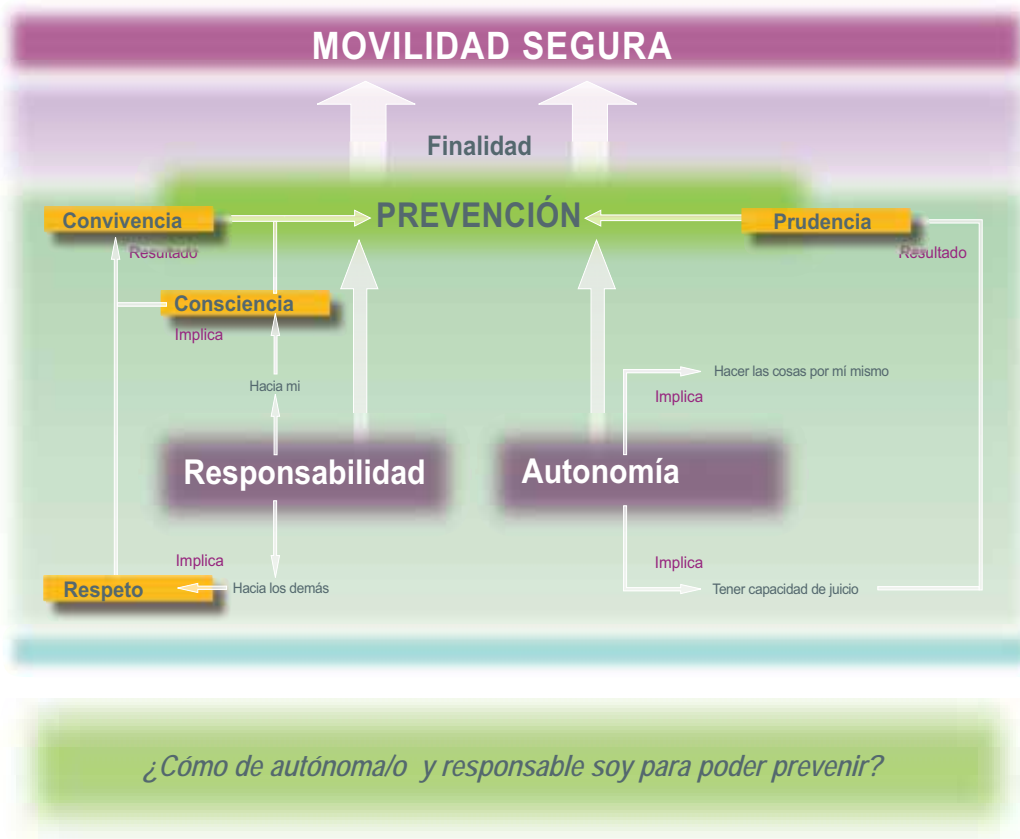 MOVILIDAD SEGURA
Finalidad
PREVENCIÓN
Convivencia
Resultado
Prudencia
Resultado
Consciencia
Implica
Hacia mi
Hacer las cosas por mí mismo
Implica
Responsabilidad
Autonomía
Implica
Hacia los demás
Respeto
Implica
Tener capacidad de juicio
¿Cómo de autónoma/o y responsable soy para poder prevenir?